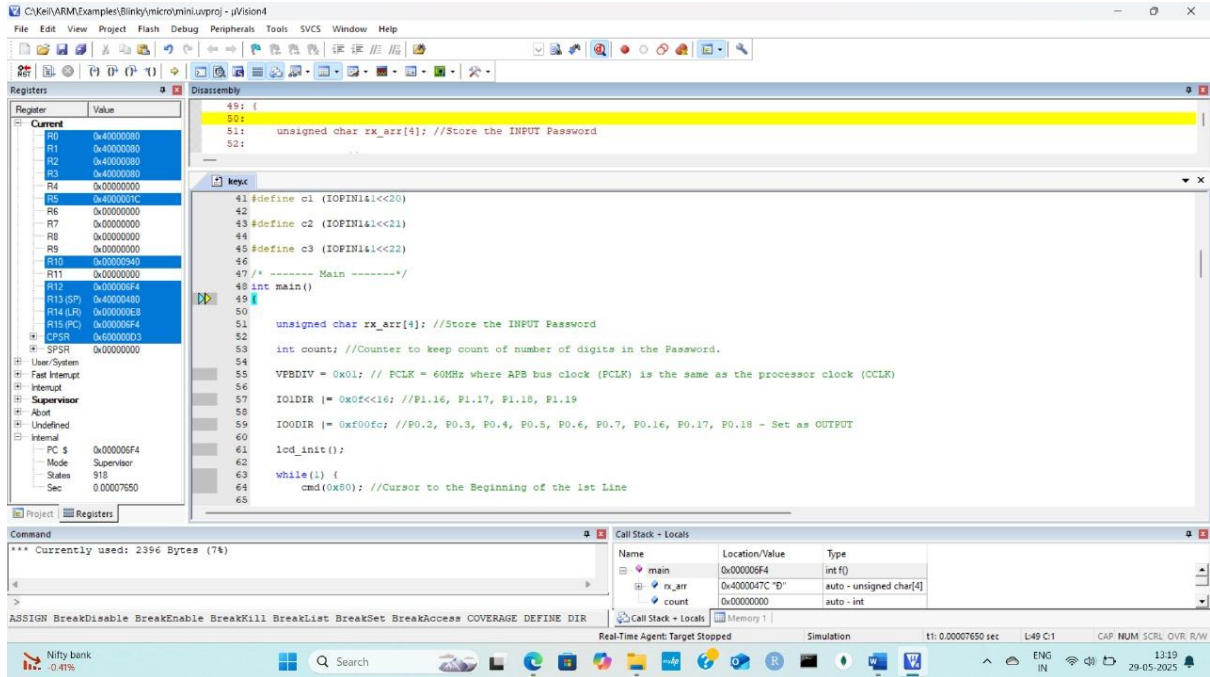 C:\Keil\ARM\Examples\Blinky\micro\mini.uvproj - µVision4
File Edit View Project Flash Debug Peripherals Tools SVCS Window Help
Registers
Register Value
Current
R0 0x40000080
R1 0x40000080
R2 0x40000080
R3 0x40000080
R4 0x00000000
R5 0x4000001C
R6 0x00000000
R7 0x00000000
R8 0x00000000
R9 0x00000000
R10 0x00000940
R11 0x00000000
R12 0x000006F4
R13 (SP) 0x40000480
R14 (LR) 0x000000E8
R15 (PC) 0x000006F4
CPSR 0x600000D3
SPSR 0x00000000
User/System
Fast Interrupt
Interrupt
Supervisor
Abort
Undefined
Internal
PC $ 0x000006F4
Mode Supervisor
States 918
Sec 0.00007650
Project Registers
Disassembly
49: {
50:
51: unsigned char rx_arr[4]; //Store the INPUT Password
52:
key.c
41 #define c1 (IOPIN1&1<<20)
42
43 #define c2 (IOPIN1&1<<21)
44
45 #define c3 (IOPIN1&1<<22)
46
47 /* ------- Main -------*/
48 int main()
49 {
50
51 unsigned char rx_arr[4]; //Store the INPUT Password
52
53 int count; //Counter to keep count of number of digits in the Password.
54
55 VPBDIV = 0x01; // PCLK = 60MHz where APB bus clock (PCLK) is the same as the processor clock (CCLK)
56
57 IO1DIR |= 0x0f<<16; //P1.16, P1.17, P1.18, P1.19
58
59 IO0DIR |= 0xf00fc; //P0.2, P0.3, P0.4, P0.5, P0.6, P0.7, P0.16, P0.17, P0.18 - Set as OUTPUT
60
61 lcd_init();
62
63 while(1) {
64 cmd(0x80); //Cursor to the Beginning of the 1st Line
65
Command
*** Currently used: 2396 Bytes (7%)
>
ASSIGN BreakDisable BreakEnable BreakKill BreakList BreakSet BreakAccess COVERAGE DEFINE DIR
Call Stack + Locals
Name Location/Value Type
main 0x000006F4 int f()
rx_arr 0x4000047C "Ð" auto - unsigned char[4]
count 0x00000000 auto - int
Call Stack + Locals Memory 1
Real-Time Agent: Target Stopped Simulation t1: 0.00007650 sec L:49 C:1 CAP NUM SCRL OVR R/W
Nifty bank
-0.41%
Search
ENG
IN
13:19
29-05-2025